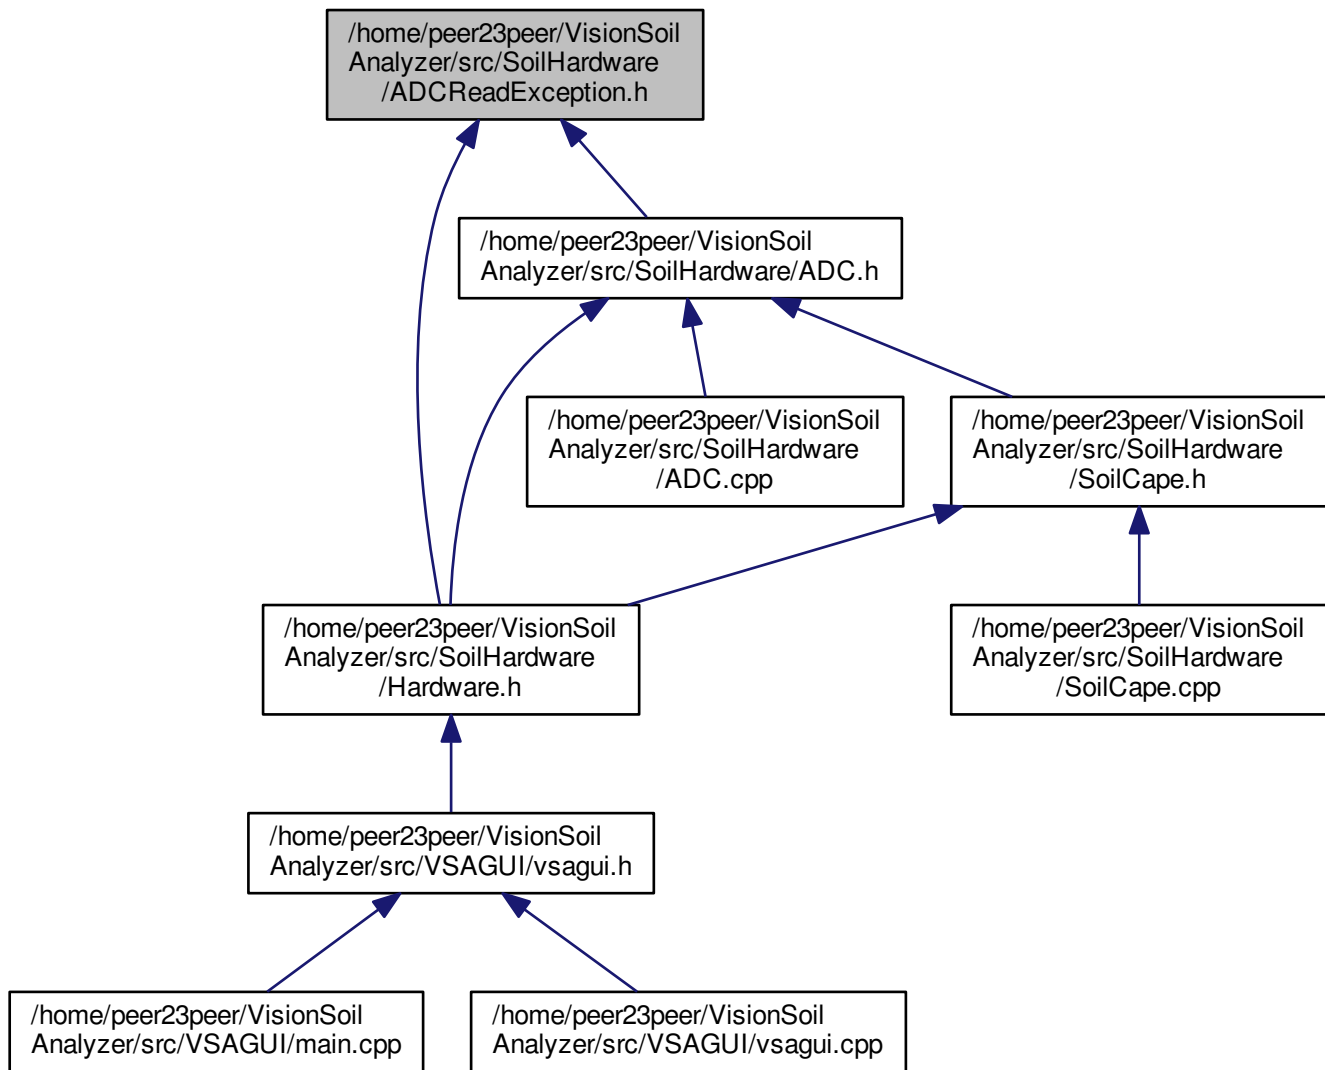 /home/peer23peer/VisionSoil
Analyzer/src/SoilHardware
/ADCReadException.h
/home/peer23peer/VisionSoil
Analyzer/src/SoilHardware/ADC.h
/home/peer23peer/VisionSoil
Analyzer/src/SoilHardware
/ADC.cpp
/home/peer23peer/VisionSoil
Analyzer/src/SoilHardware
/SoilCape.h
/home/peer23peer/VisionSoil
Analyzer/src/SoilHardware
/Hardware.h
/home/peer23peer/VisionSoil
Analyzer/src/SoilHardware
/SoilCape.cpp
/home/peer23peer/VisionSoil
Analyzer/src/VSAGUI/vsagui.h
/home/peer23peer/VisionSoil
Analyzer/src/VSAGUI/main.cpp
/home/peer23peer/VisionSoil
Analyzer/src/VSAGUI/vsagui.cpp